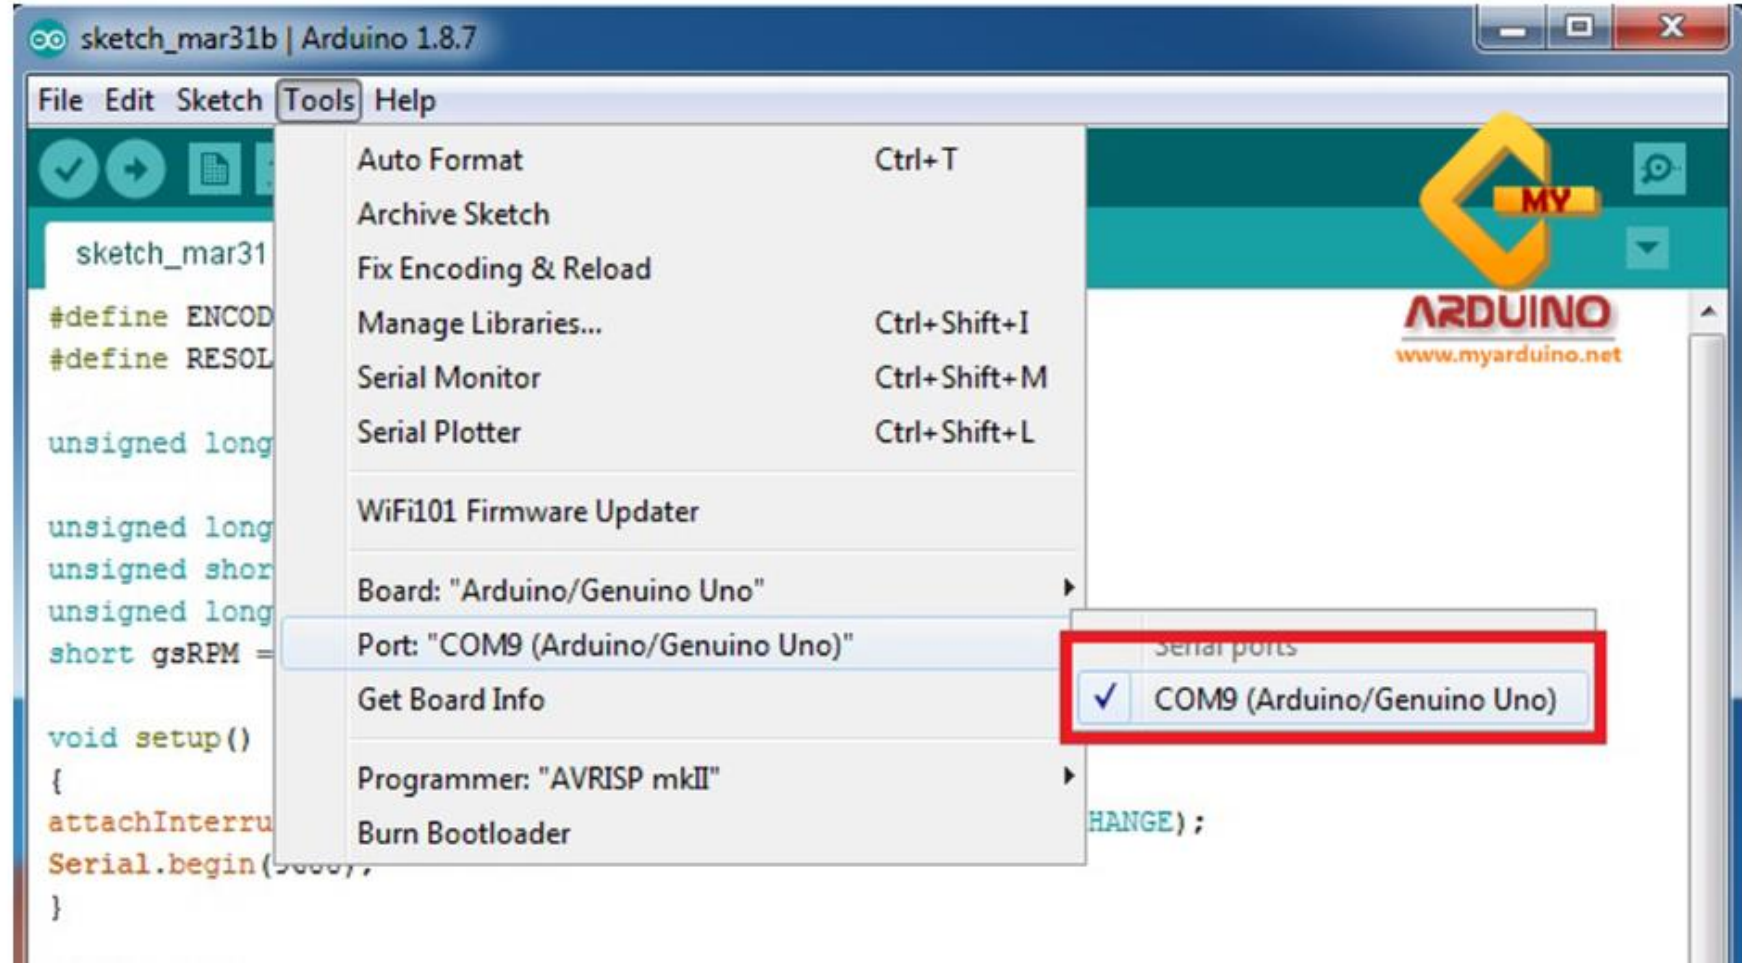 sketch_mar31b | Arduino 1.8.7
File Edit Sketch Tools Help
Auto Format Ctrl+T
Archive Sketch
sketch_mar31
Fix Encoding & Reload
Manage Libraries... Ctrl+Shift+I
Serial Monitor Ctrl+Shift+M
Serial Plotter Ctrl+Shift+L
WiFi101 Firmware Updater
Board: "Arduino/Genuino Uno"
Port: "COM9 (Arduino/Genuino Uno)"
Get Board Info
Programmer: "AVRISP mkII"
Burn Bootloader
Serial ports
COM9 (Arduino/Genuino Uno)
MY
ARDUINO
www.myarduino.net
#define ENCOD
#define RESOL
unsigned long
unsigned long
unsigned shor
unsigned long
short gsRPM =
void setup()
{
attachInterru HANGE);
Serial.begin(
}